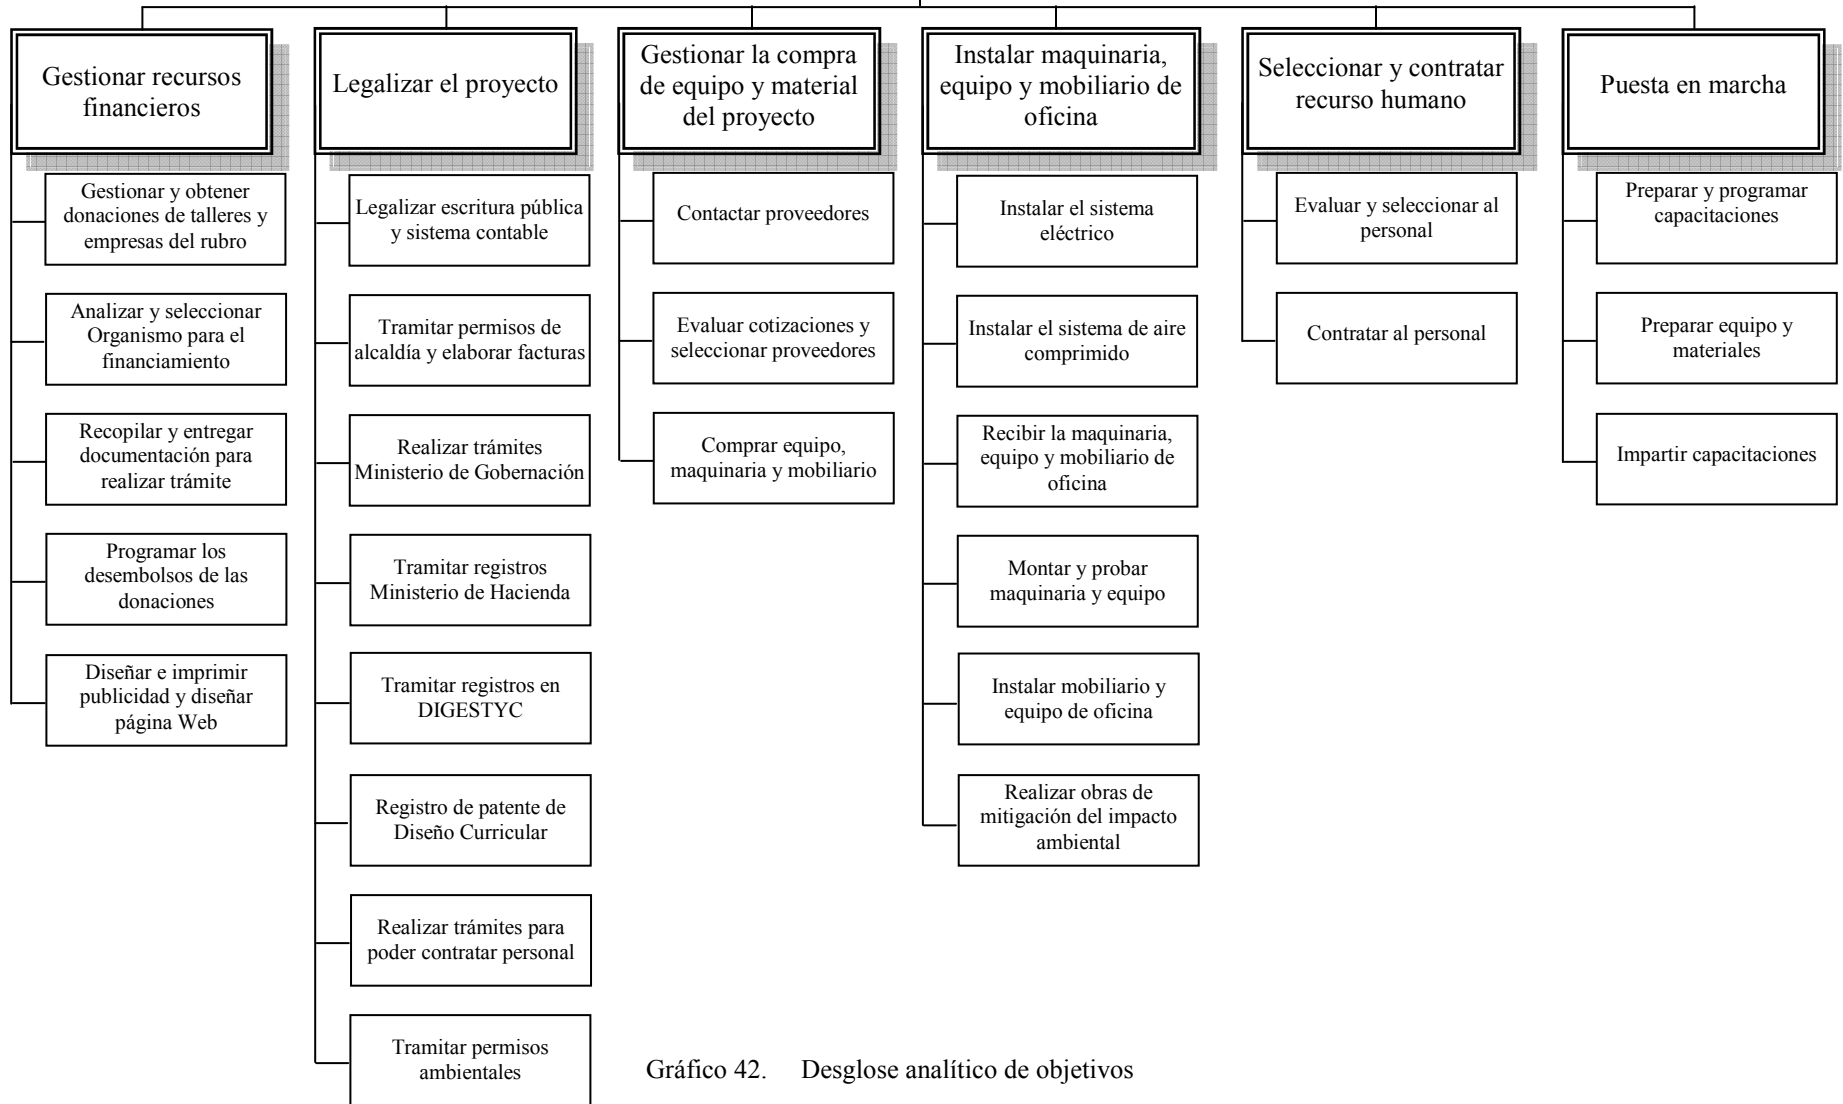 Gestionar recursos
financieros
Gestionar y obtener
donaciones de talleres y
empresas del rubro
Analizar y seleccionar
Organismo para el
financiamiento
Recopilar y entregar
documentación para
realizar trámite
Programar los
desembolsos de las
donaciones
Diseñar e imprimir
publicidad y diseñar
página Web
Legalizar el proyecto
Legalizar escritura pública
y sistema contable
Tramitar permisos de
alcaldía y elaborar facturas
Realizar trámites
Ministerio de Gobernación
Tramitar registros
Ministerio de Hacienda
Tramitar registros en
DIGESTYC
Registro de patente de
Diseño Curricular
Realizar trámites para
poder contratar personal
Tramitar permisos
ambientales
Gestionar la compra
de equipo y material
del proyecto
Contactar proveedores
Evaluar cotizaciones y
seleccionar proveedores
Comprar equipo,
maquinaria y mobiliario
Instalar maquinaria,
equipo y mobiliario de
oficina
Instalar el sistema
eléctrico
Instalar el sistema de aire
comprimido
Recibir la maquinaria,
equipo y mobiliario de
oficina
Montar y probar
maquinaria y equipo
Instalar mobiliario y
equipo de oficina
Realizar obras de
mitigación del impacto
ambiental
Seleccionar y contratar
recurso humano
Evaluar y seleccionar al
personal
Contratar al personal
Puesta en marcha
Preparar y programar
capacitaciones
Preparar equipo y
materiales
Impartir capacitaciones
Gráfico 42. Desglose analítico de objetivos